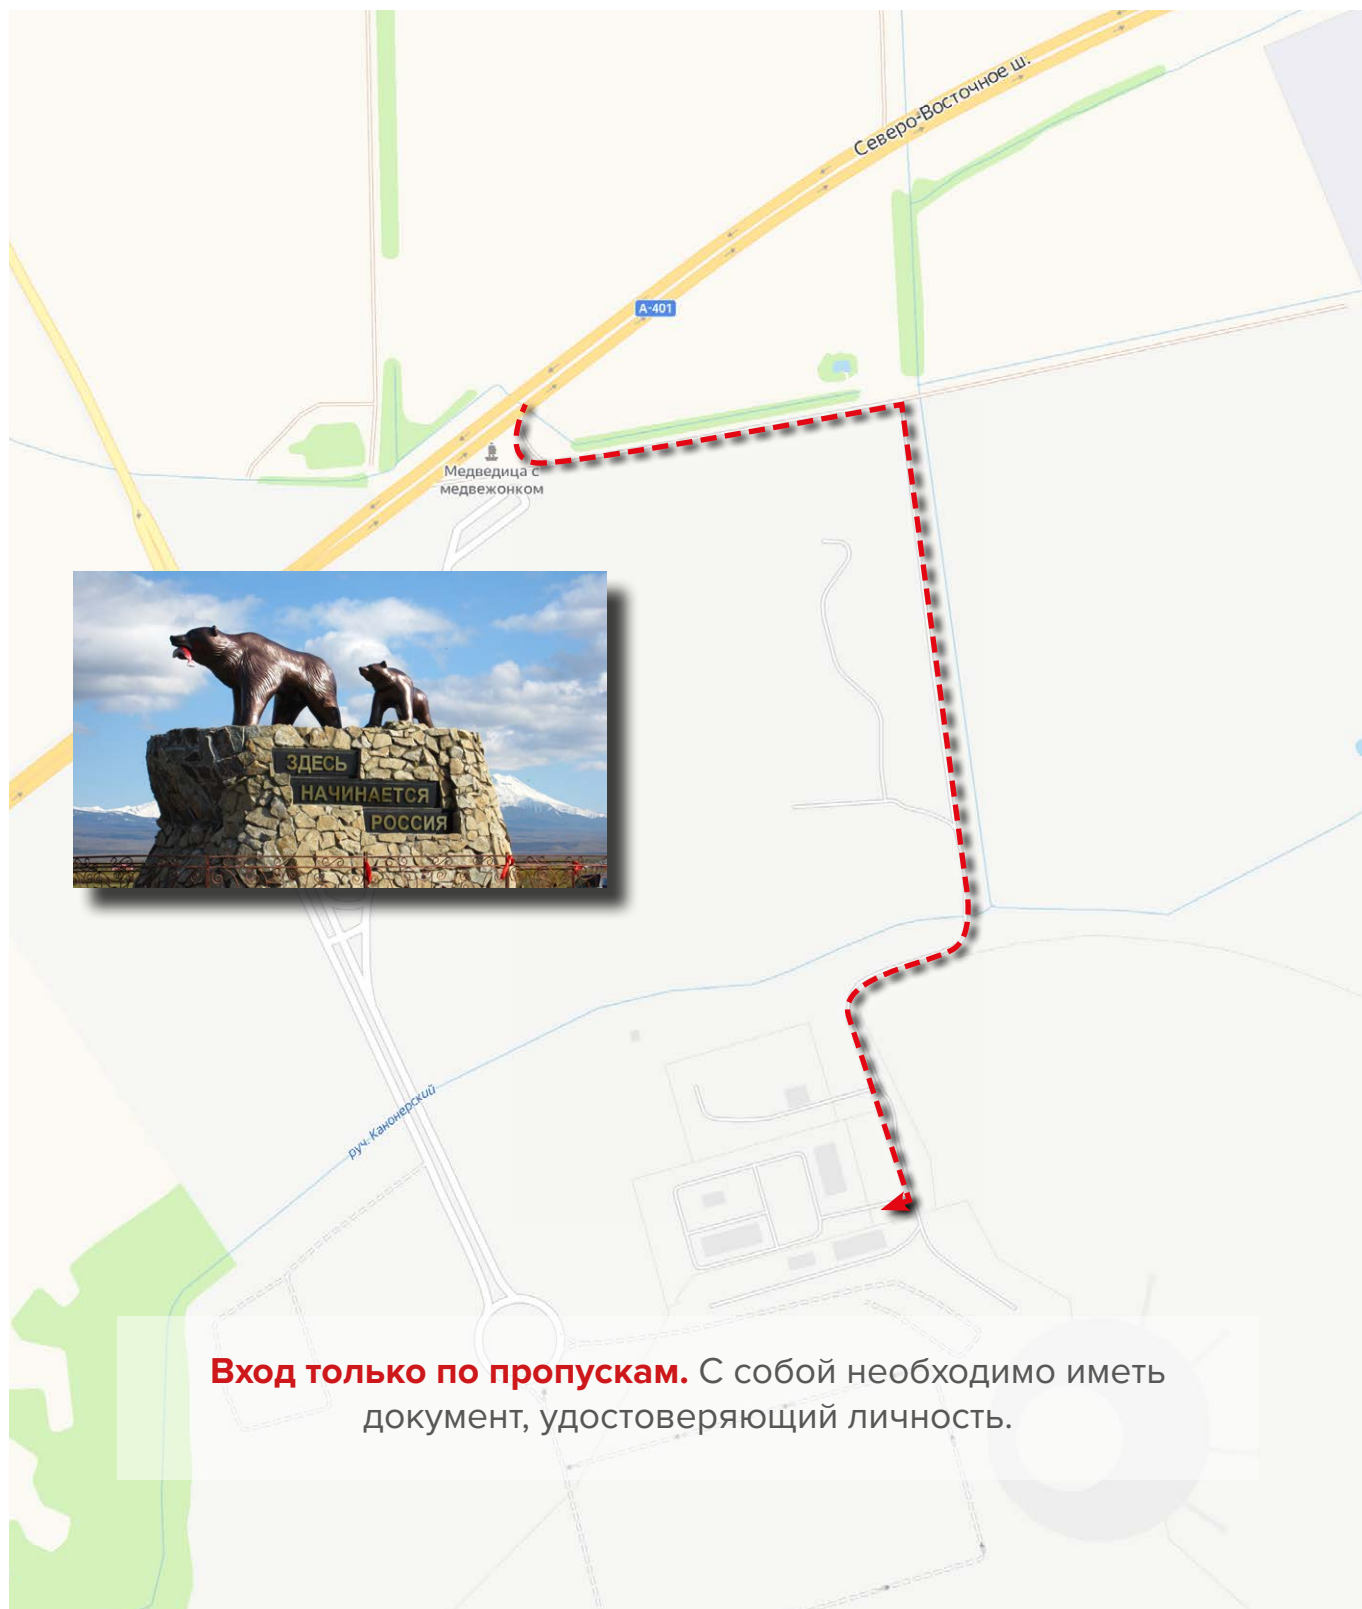 Северо-Восточное ш.
А-401
Медведица с
медвежонком
ЗДЕСЬ
НАЧИНАЕТСЯ
РОССИЯ
руч. Канонерский
Вход только по пропускам. С собой необходимо иметь
документ, удостоверяющий личность.